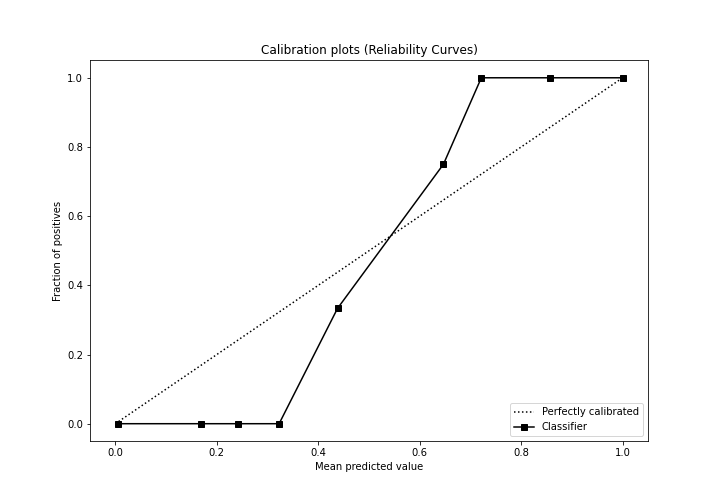 Calibration plots (Reliability Curves)
Fraction of positives
1.0
0.8
0.6
0.4
0.2
0.0
0.0 0.2 0.4 0.6 0.8 1.0
Mean predicted value
Perfectly calibrated
Classifier